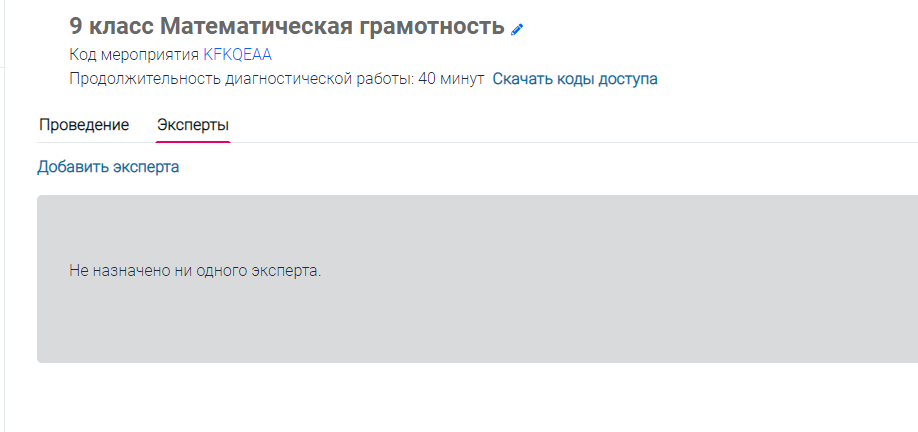 9 класс Математическая грамотность
Код мероприятия KFKQEAA
Продолжительность диагностической работы: 40 минут Скачать коды доступа
Проведение Эксперты
Добавить эксперта
Не назначено ни одного эксперта.